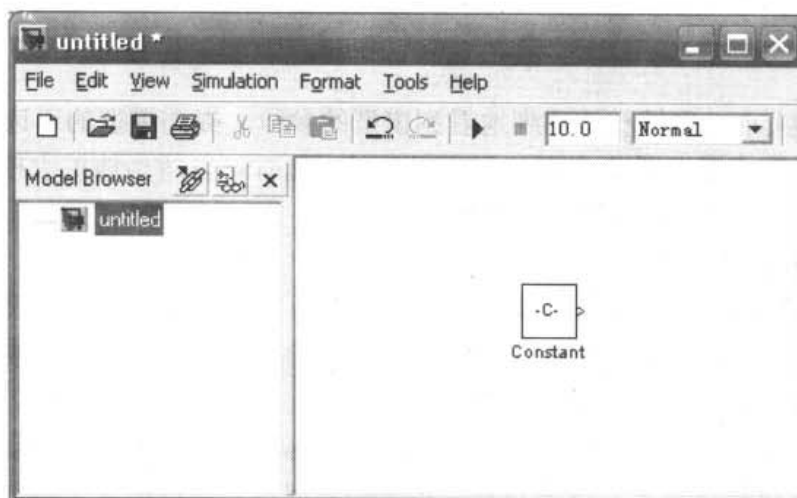 untitled *
File Edit View Simulation Format Tools Help
10.0 Normal
Model Browser
untitled
-C-
Constant